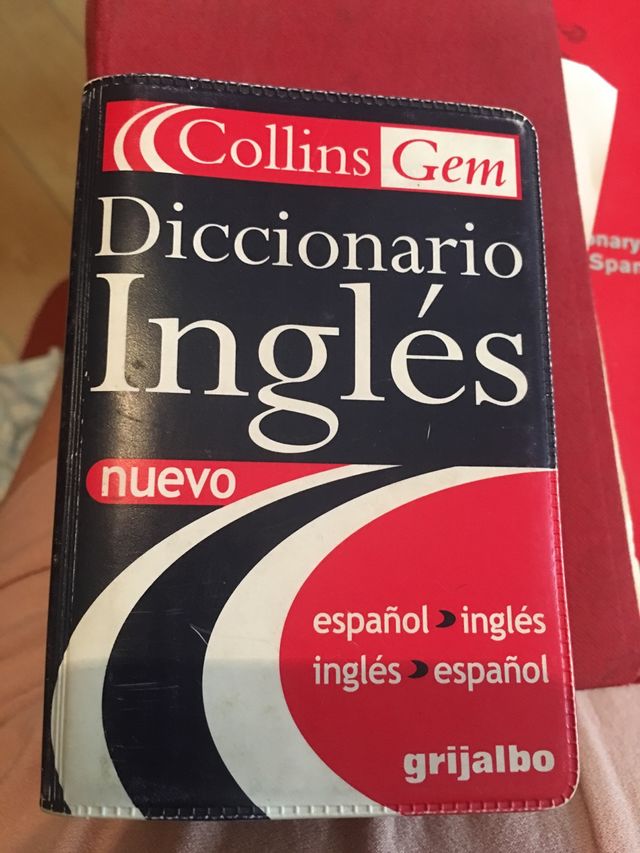 Collins Gem
Diccionario
Inglés
nuevo
español inglés
inglés español
grijalbo